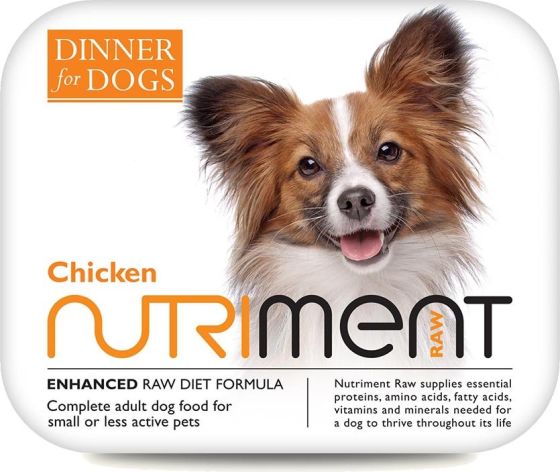 DINNER
for DOGS
Chicken
NUTRIMENT
RAW
ENHANCED RAW DIET FORMULA
Complete adult dog food for
small or less active pets
Nutriment Raw supplies essential
proteins, amino acids, fatty acids,
vitamins and minerals needed for
a dog to thrive throughout its life